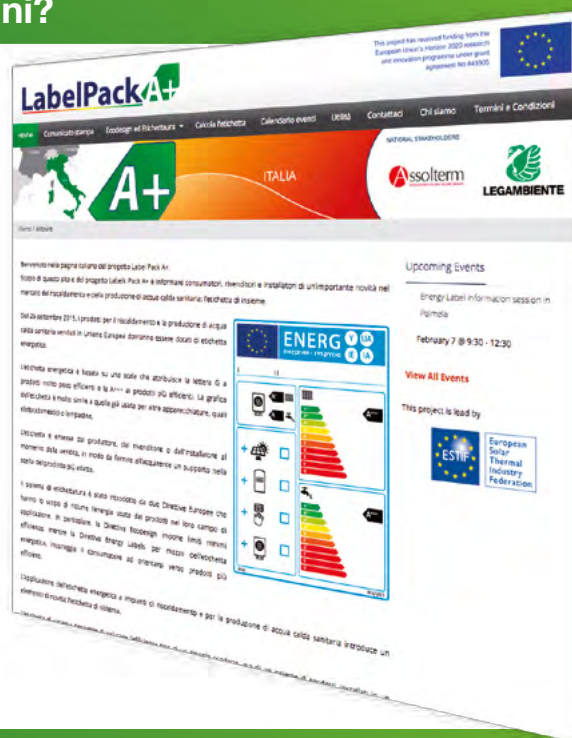 ni?
This project has received funding from the
European Union's Horizon 2020 research
and innovation programme under grant
agreement No
LabelPackA+
Home Comunicato stampa Ecodesign ed Etichettatura Calcola l'etichetta Calendario eventi Utilità Contattaci Chi siamo Termini e Condizioni
NATIONAL STAKEHOLDERS
A+
ITALIA
Assolterm
LEGAMBIENTE
Benvenuto nella pagina italiana del progetto Label Pack A+.
Scopo di questo sito e del progetto Labels Pack A+ è informare consumatori, rivenditori e installatori di un'importante novità nel
mercato del riscaldamento e della produzione di acqua calda sanitaria: l'etichetta di insieme.
Dal 26 settembre 2015, i prodotti per il riscaldamento e la produzione di acqua
calda sanitaria venduti in Unione Europea dovranno essere dotati di etichetta
energetica.
L'etichetta energetica è basata su una scala che attribuisce la lettera G a
prodotti molto poco efficienti e la A+++ ai prodotti più efficienti. La grafica
dell'etichetta è molto simile a quella già usata per altre apparecchiature, quali
elettrodomestici o lampadine.
L'etichetta è emessa dal produttore, dal rivenditore o dall'installatore al
momento della vendita, in modo da fornire all'acquirente un supporto nella
scelta del prodotto più adatto.
Il sistema di etichettatura è stato introdotto da due Direttive Europee che
hanno lo scopo di ridurre l'energia usata dai prodotti nel loro campo di
applicazione. In particolare, la Direttiva Ecodesign impone limiti minimi
efficienza, mentre la Direttiva Energy Labels, per mezzo dell'etichetta
energetica, incoraggia il consumatore ad orientarsi verso prodotti più
efficienti.
L'applicazione dell'etichetta energetica a impianti di riscaldamento e per la produzione di acqua calda sanitaria introduce un
elemento di novità: l'etichetta di sistema.
ENERG Y IJA
IE IA
Upcoming Events
Energy Label information session in
Palmela
February 7 @ 9:30 - 12:30
View All Events
This project is lead by
ESTIF
European
Solar
Thermal
Industry
Federation